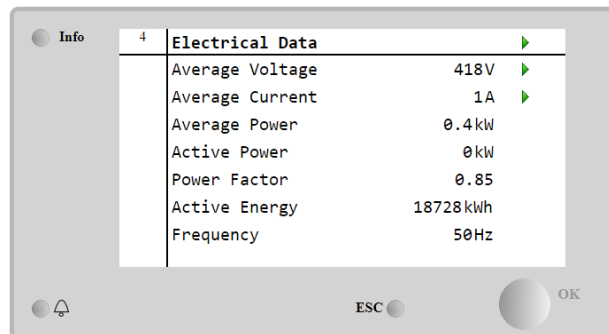 Info
4 Electrical Data
Average Voltage 418V
Average Current 1A
Average Power 0.4kW
Active Power 0kW
Power Factor 0.85
Active Energy 18728kWh
Frequency 50Hz
ESC
OK